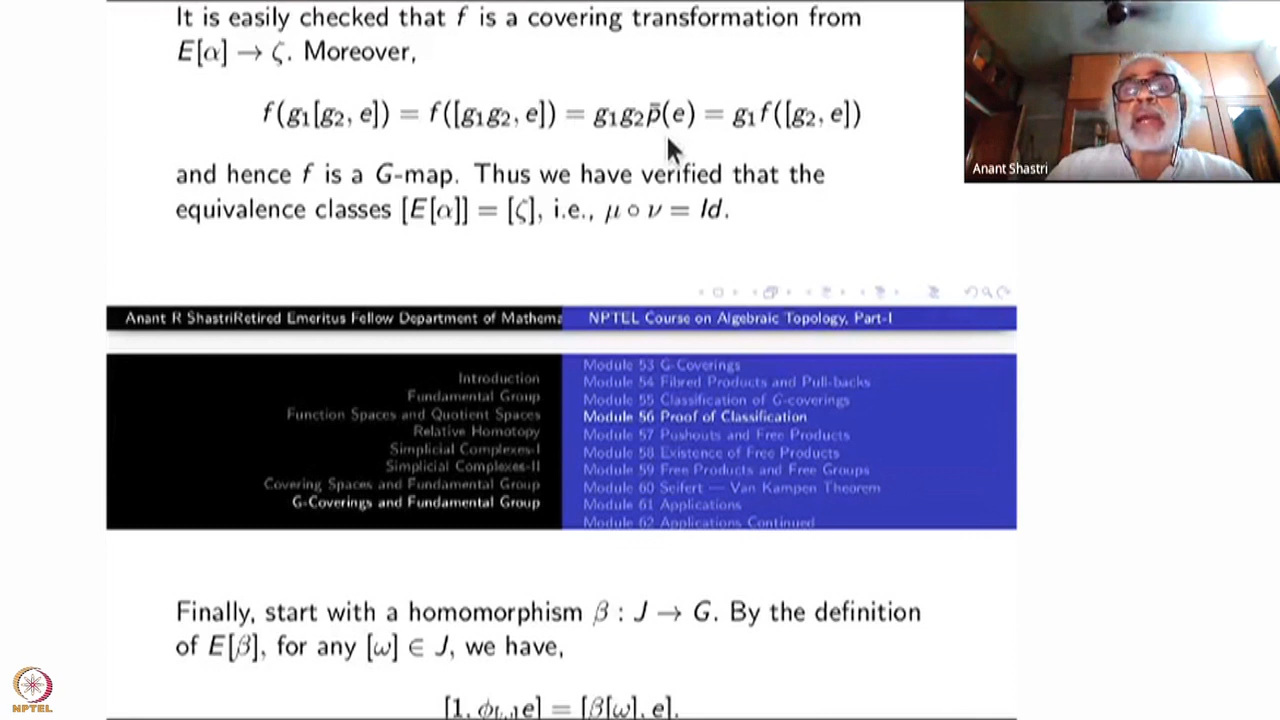 It is easily checked that f is a covering transformation from
E[α] → ζ. Moreover,
f(g₁[g₂, e]) = f([g₁g₂, e]) = g₁g₂p̄(e) = g₁f([g₂, e])
and hence f is a G-map. Thus we have verified that the
equivalence classes [E[α]] = [ζ], i.e., μ ∘ ν = Id.
Anant Shastri
Anant R ShastriRetired Emeritus Fellow Department of Mathema
NPTEL Course on Algebraic Topology, Part-I
Introduction
Fundamental Group
Function Spaces and Quotient Spaces
Relative Homotopy
Simplicial Complexes-I
Simplicial Complexes-II
Covering Spaces and Fundamental Group
G-Coverings and Fundamental Group
Module 53 G-Coverings
Module 54 Fibred Products and Pull-backs
Module 55 Classification of G-coverings
Module 56 Proof of Classification
Module 57 Pushouts and Free Products
Module 58 Existence of Free Products
Module 59 Free Products and Free Groups
Module 60 Seifert — Van Kampen Theorem
Module 61 Applications
Module 62 Applications Continued
Finally, start with a homomorphism β : J → G. By the definition
of E[β], for any [ω] ∈ J, we have,
[1, ϕ[ω]e] = [β[ω], e].
NPTEL